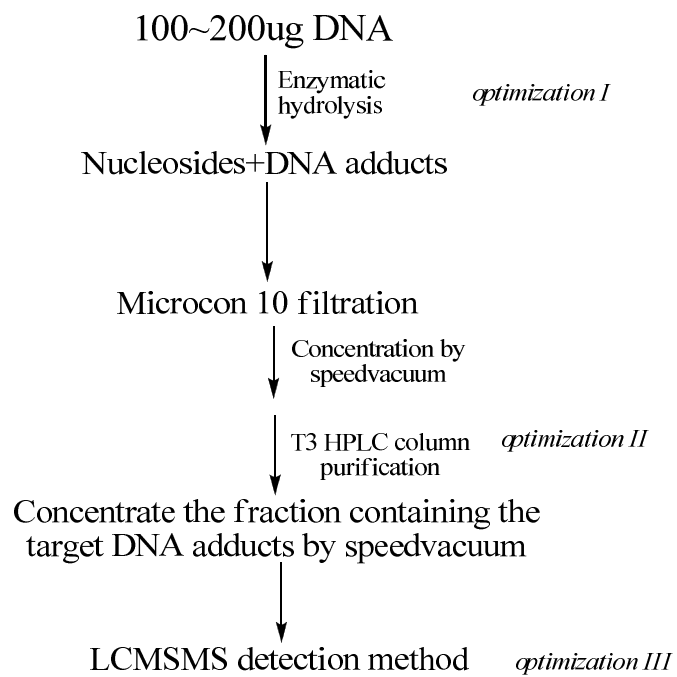 100~200ug DNA
Enzymatic
hydrolysis
optimization I
Nucleosides+DNA adducts
Microcon 10 filtration
Concentration by
speedvacuum
T3 HPLC column
purification
optimization II
Concentrate the fraction containing the
target DNA adducts by speedvacuum
LCMSMS detection method
optimization III